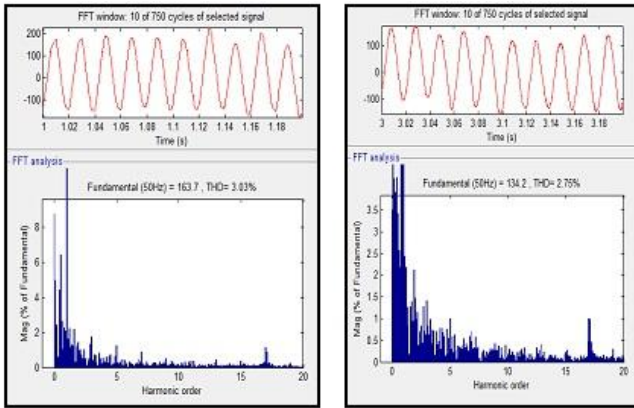 FFT window: 10 of 750 cycles of selected signal
200
100
0
-100
1 1.02 1.04 1.06 1.08 1.1 1.12 1.14 1.16 1.18
Time (s)
FFT analysis
Fundamental (50Hz) = 163.7 , THD= 3.03%
Mag (% of Fundamental)
8
6
4
2
0
0 5 10 15 20
Harmonic order
FFT window: 10 of 750 cycles of selected signal
100
0
-100
3 3.02 3.04 3.06 3.08 3.1 3.12 3.14 3.16 3.18
Time (s)
FFT analysis
Fundamental (50Hz) = 134.2 , THD= 2.75%
Mag (% of Fundamental)
3.5
3
2.5
2
1.5
1
0.5
0
0 5 10 15 20
Harmonic order